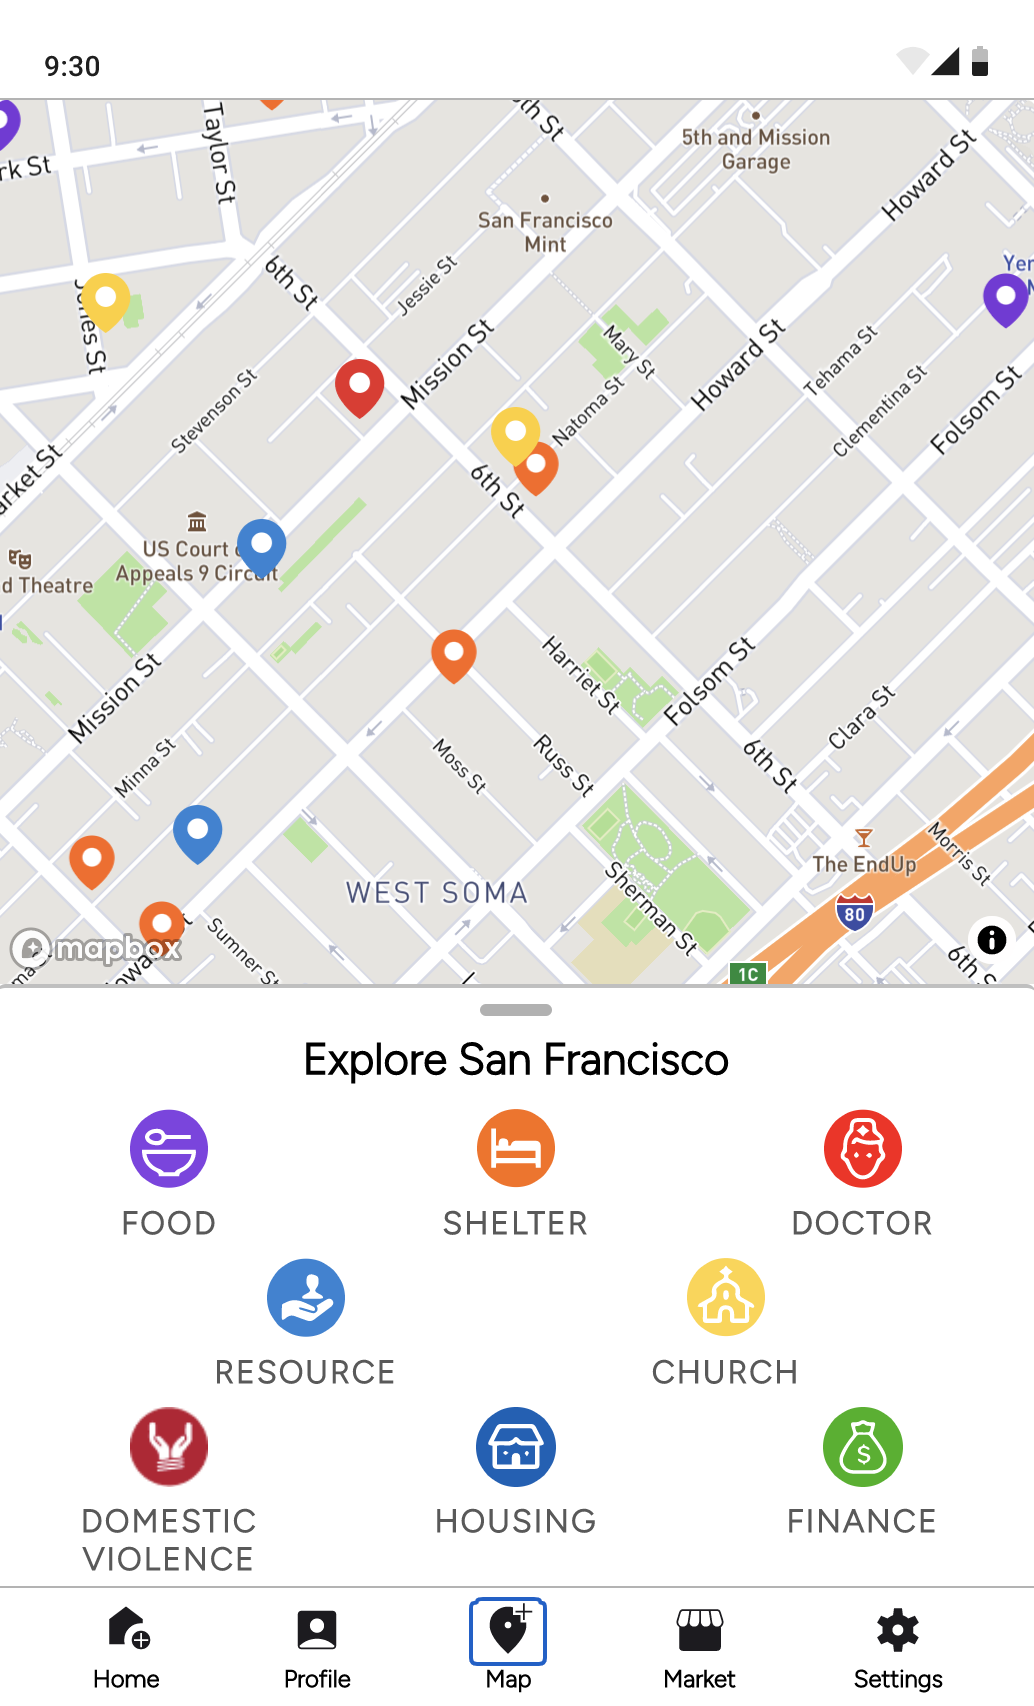 9:30
rk St
Taylor St
5th St
5th and Mission
Garage
Howard St
San Francisco
Mint
6th St
Jessie St
Jones St
Mission St
Mary St
Howard St
Tehama St
Clementina St
Folsom St
Stevenson St
Natoma St
6th St
arket St
US Court
Appeals 9 Circuit
d Theatre
Mission St
Harriet St
Folsom St
Clara St
Minna St
Moss St
Russ St
6th St
The EndUp
Morris St
80
WEST SOMA
Sherman St
Sumner St
mapbox
6th S
1C
Explore San Francisco
FOOD
SHELTER
DOCTOR
RESOURCE
CHURCH
DOMESTIC
VIOLENCE
HOUSING
FINANCE
Home
Profile
Map
Market
Settings